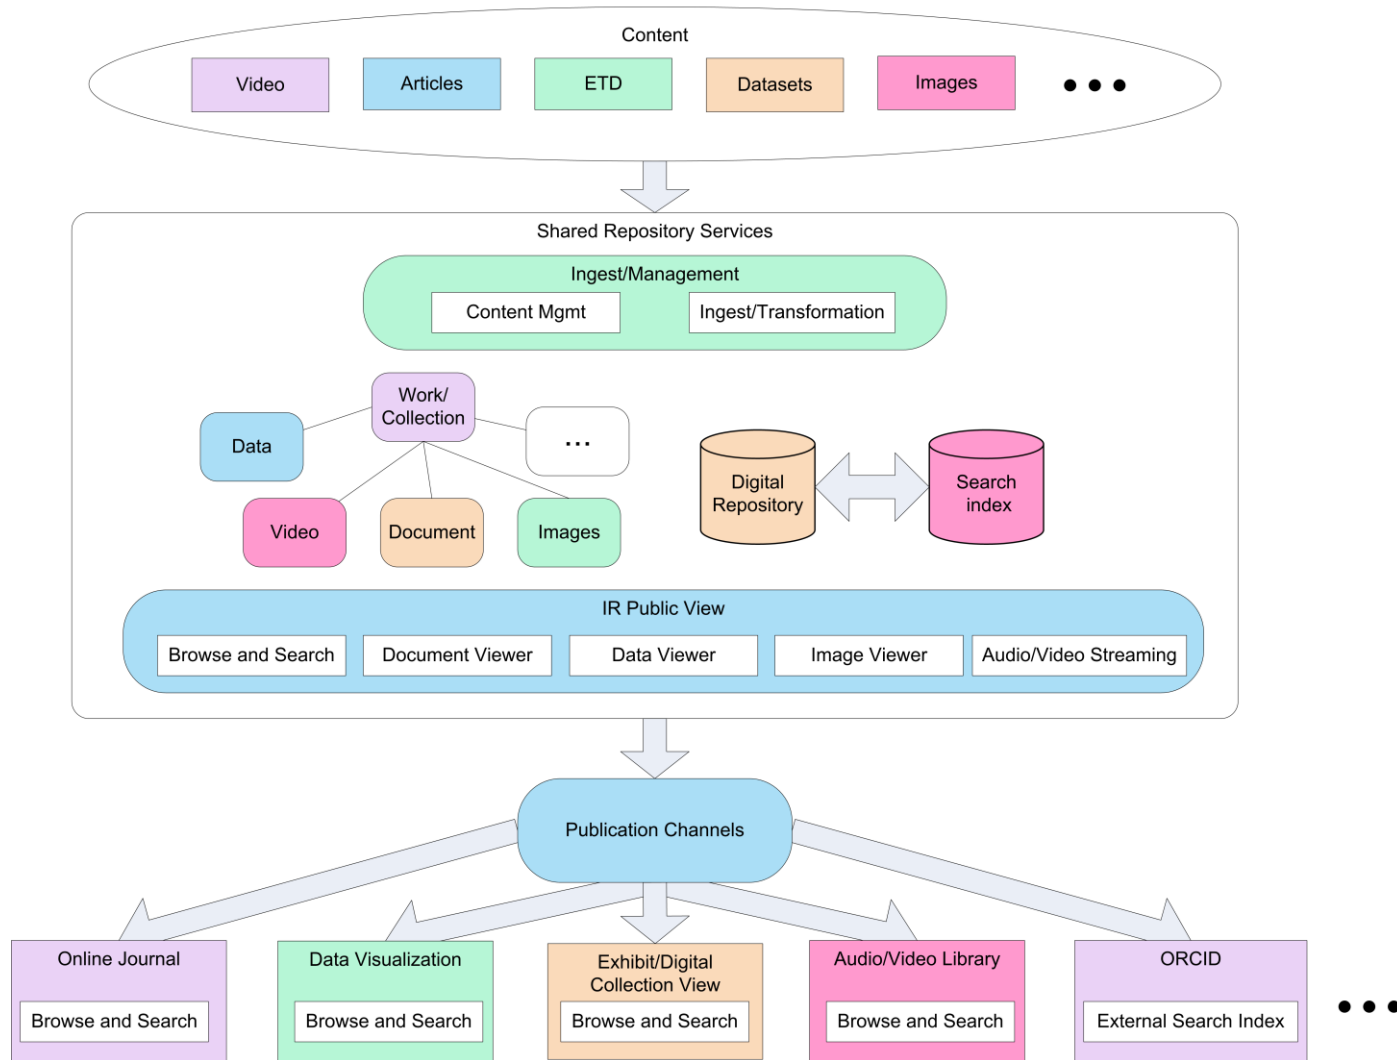 Content
Video
Articles
ETD
Datasets
Images
•••
Shared Repository Services
Ingest/Management
Content Mgmt
Ingest/Transformation
Work/
Collection
Data
...
Video
Document
Images
Digital
Repository
Search
index
IR Public View
Browse and Search
Document Viewer
Data Viewer
Image Viewer
Audio/Video Streaming
Publication Channels
Online Journal
Browse and Search
Data Visualization
Browse and Search
Exhibit/Digital
Collection View
Browse and Search
Audio/Video Library
Browse and Search
ORCID
External Search Index
•••